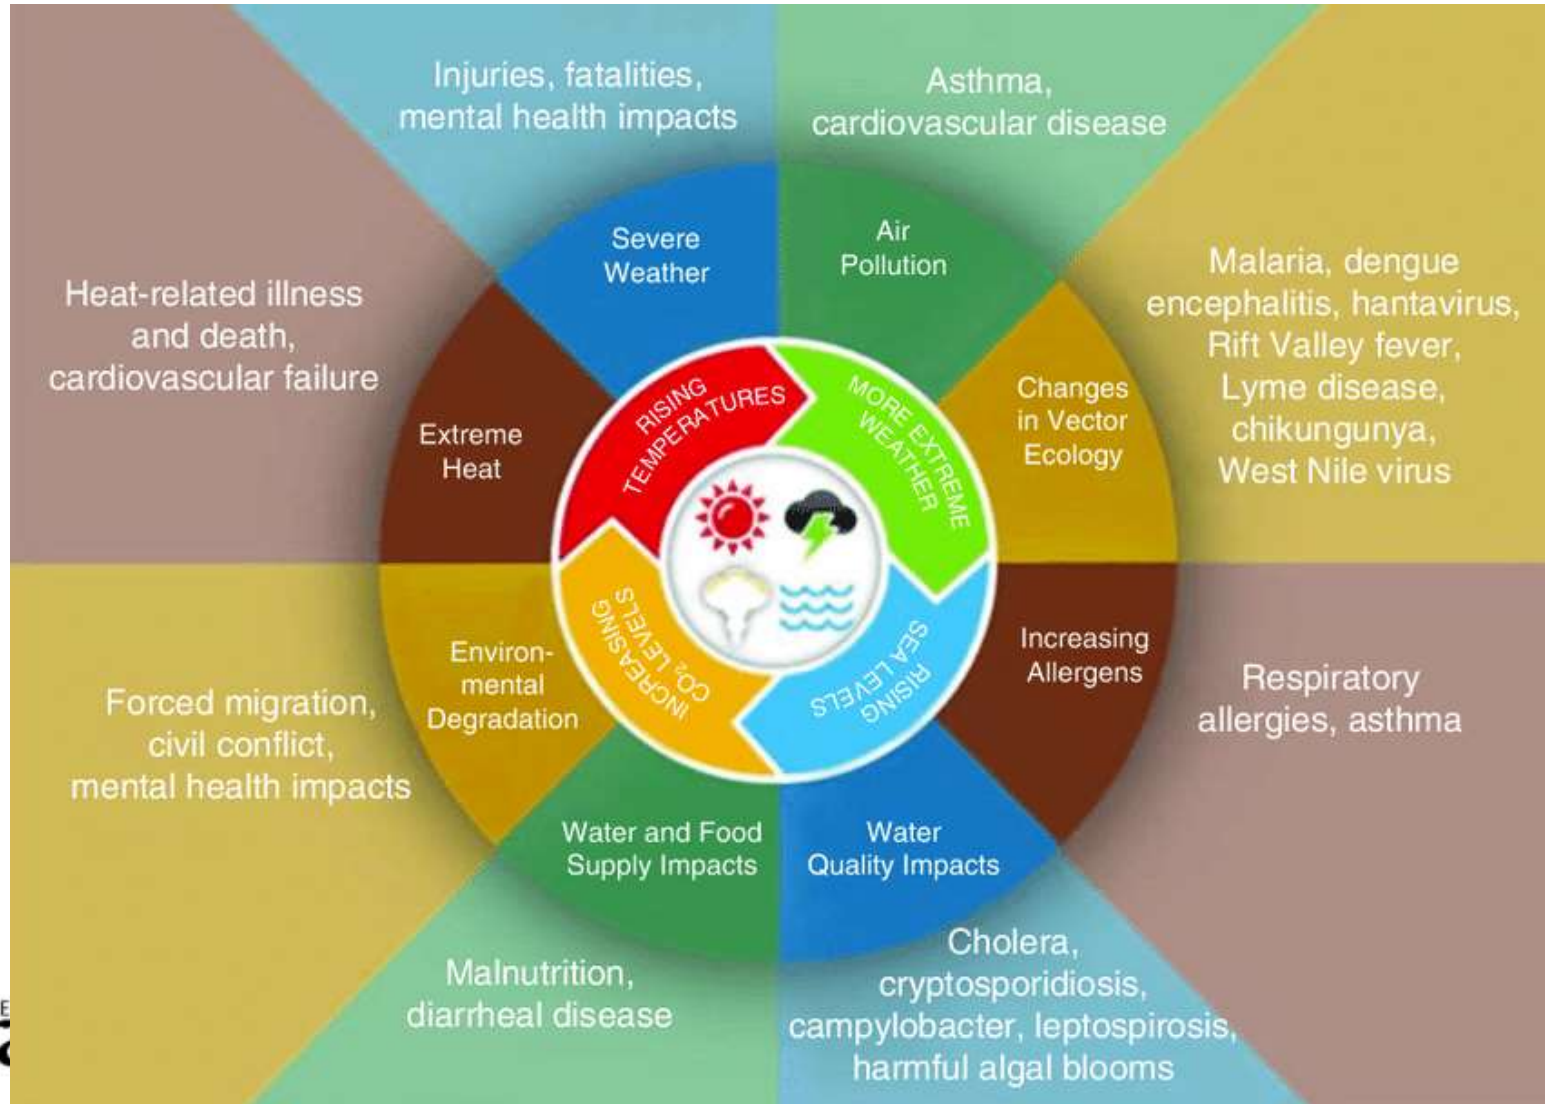 Injuries, fatalities,
mental health impacts
Asthma,
cardiovascular disease
Severe
Weather
Air
Pollution
Heat-related illness
and death,
cardiovascular failure
Extreme
Heat
Changes
in Vector
Ecology
Malaria, dengue
encephalitis, hantavirus,
Rift Valley fever,
Lyme disease,
chikungunya,
West Nile virus
RISING
TEMPERATURES
MORE EXTREME
WEATHER
INCREASING
CO₂ LEVELS
RISING
SEA LEVELS
Environ-
mental
Degradation
Forced migration,
civil conflict,
mental health impacts
Increasing
Allergens
Respiratory
allergies, asthma
Water and Food
Supply Impacts
Water
Quality Impacts
Malnutrition,
diarrheal disease
Cholera,
cryptosporidiosis,
campylobacter, leptospirosis,
harmful algal blooms